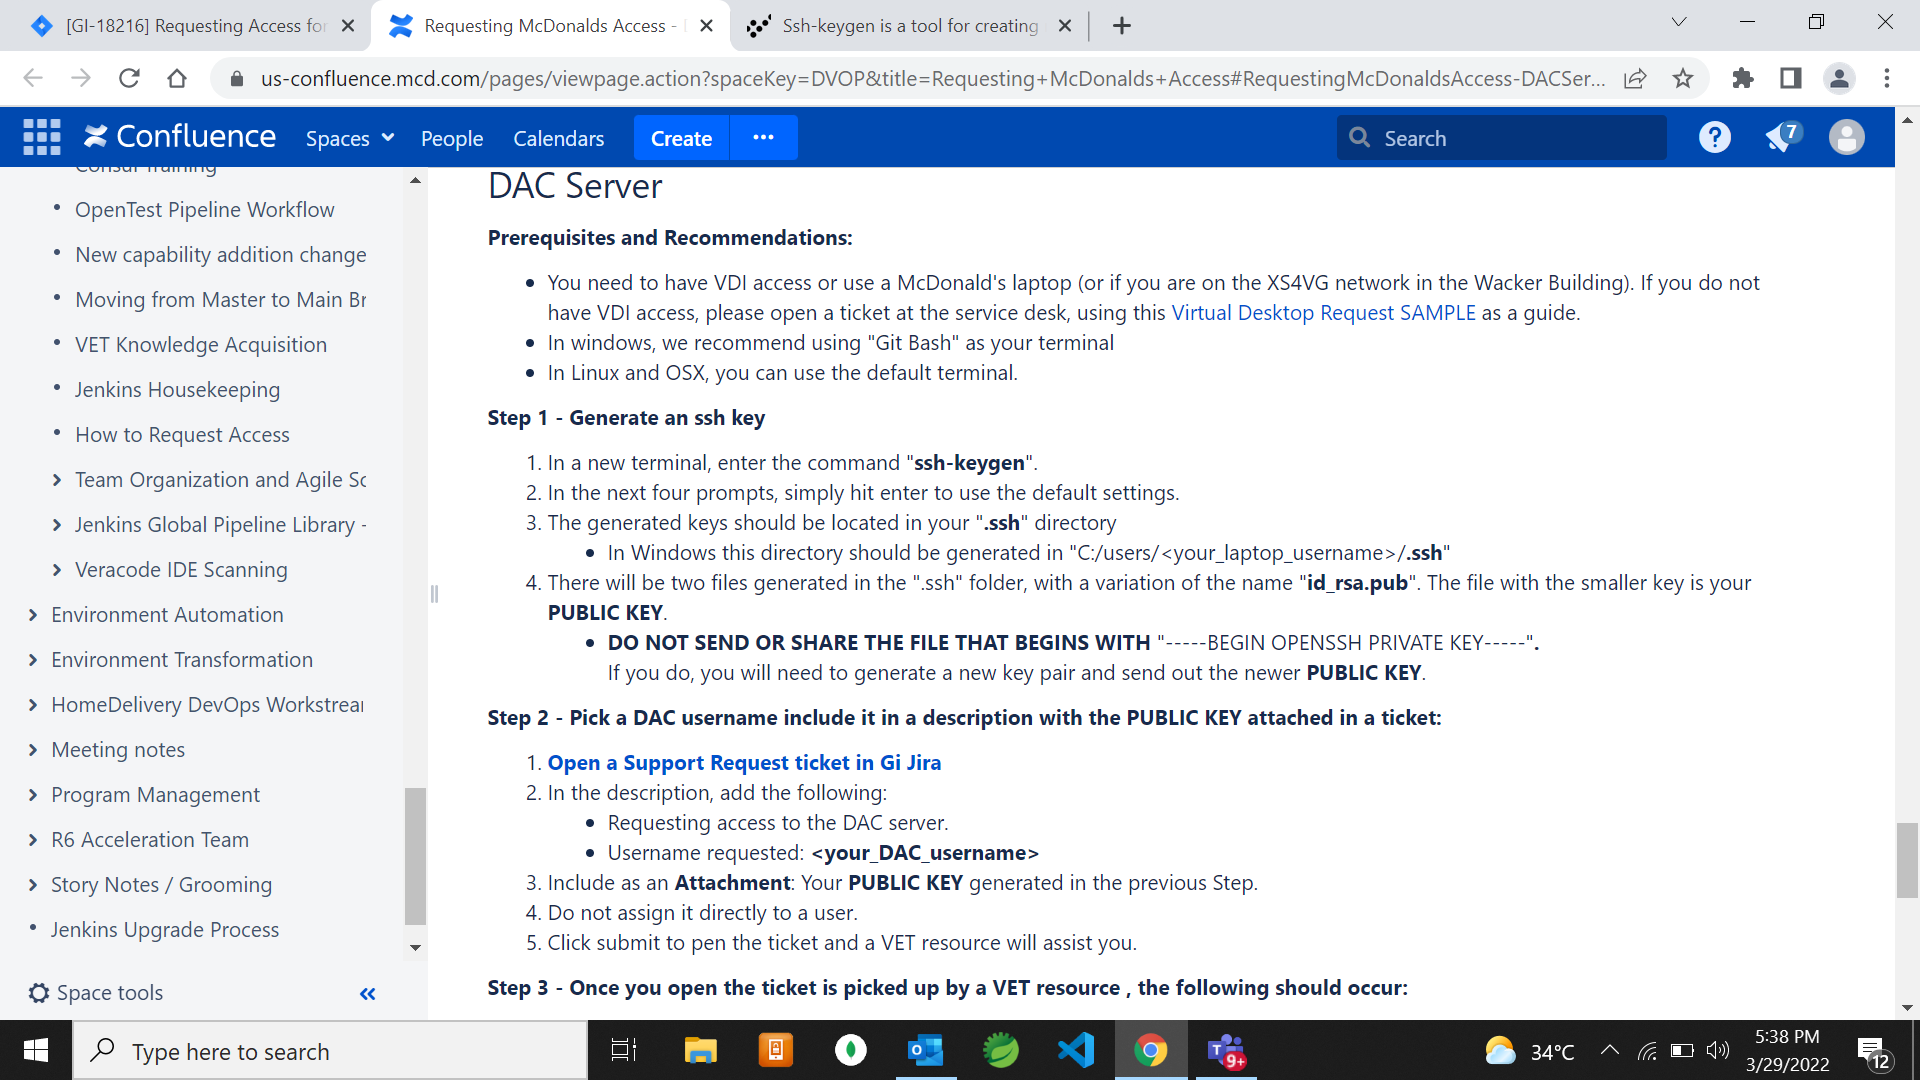 [GI-18216] Requesting Access for
Requesting McDonalds Access -
Ssh-keygen is a tool for creating
us-confluence.mcd.com/pages/viewpage.action?spaceKey=DVOP&title=Requesting+McDonalds+Access#RequestingMcDonaldsAccess-DACSer...
Confluence
Spaces
People
Calendars
Create
Search
7
Consul Training
OpenTest Pipeline Workflow
New capability addition change
Moving from Master to Main Br
VET Knowledge Acquisition
Jenkins Housekeeping
How to Request Access
Team Organization and Agile Sc
Jenkins Global Pipeline Library -
Veracode IDE Scanning
Environment Automation
Environment Transformation
HomeDelivery DevOps Workstrear
Meeting notes
Program Management
R6 Acceleration Team
Story Notes / Grooming
Jenkins Upgrade Process
Space tools
DAC Server
Prerequisites and Recommendations:
• You need to have VDI access or use a McDonald's laptop (or if you are on the XS4VG network in the Wacker Building). If you do not
have VDI access, please open a ticket at the service desk, using this Virtual Desktop Request SAMPLE as a guide.
• In windows, we recommend using "Git Bash" as your terminal
• In Linux and OSX, you can use the default terminal.
Step 1 - Generate an ssh key
1. In a new terminal, enter the command "ssh-keygen".
2. In the next four prompts, simply hit enter to use the default settings.
3. The generated keys should be located in your ".ssh" directory
• In Windows this directory should be generated in "C:/users/<your_laptop_username>/.ssh"
4. There will be two files generated in the ".ssh" folder, with a variation of the name "id_rsa.pub". The file with the smaller key is your
PUBLIC KEY.
• DO NOT SEND OR SHARE THE FILE THAT BEGINS WITH "-----BEGIN OPENSSH PRIVATE KEY-----".
If you do, you will need to generate a new key pair and send out the newer PUBLIC KEY.
Step 2 - Pick a DAC username include it in a description with the PUBLIC KEY attached in a ticket:
1. Open a Support Request ticket in Gi Jira
2. In the description, add the following:
• Requesting access to the DAC server.
• Username requested: <your_DAC_username>
3. Include as an Attachment: Your PUBLIC KEY generated in the previous Step.
4. Do not assign it directly to a user.
5. Click submit to pen the ticket and a VET resource will assist you.
Step 3 - Once you open the ticket is picked up by a VET resource , the following should occur:
Type here to search
9+
34°C
5:38 PM
3/29/2022
12